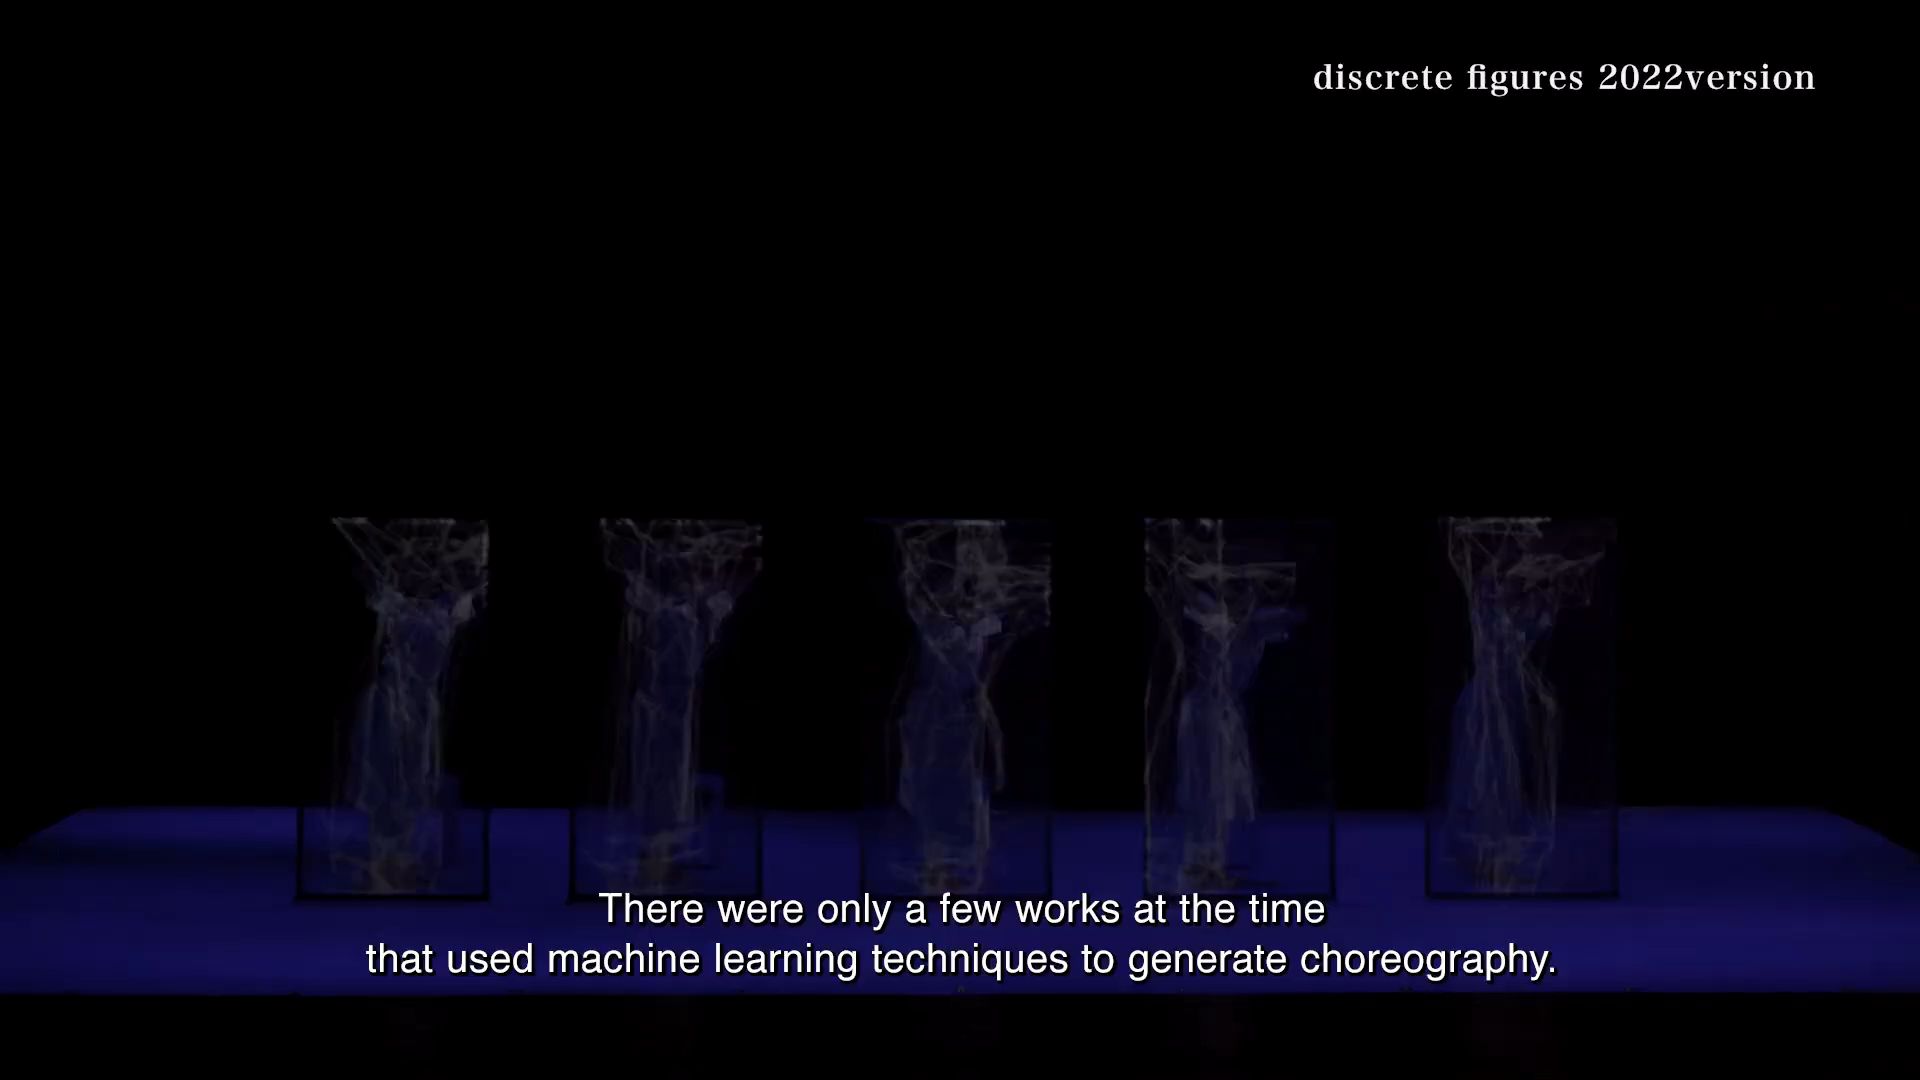 discrete figures 2022version
There were only a few works at the time
that used machine learning techniques to generate choreography.